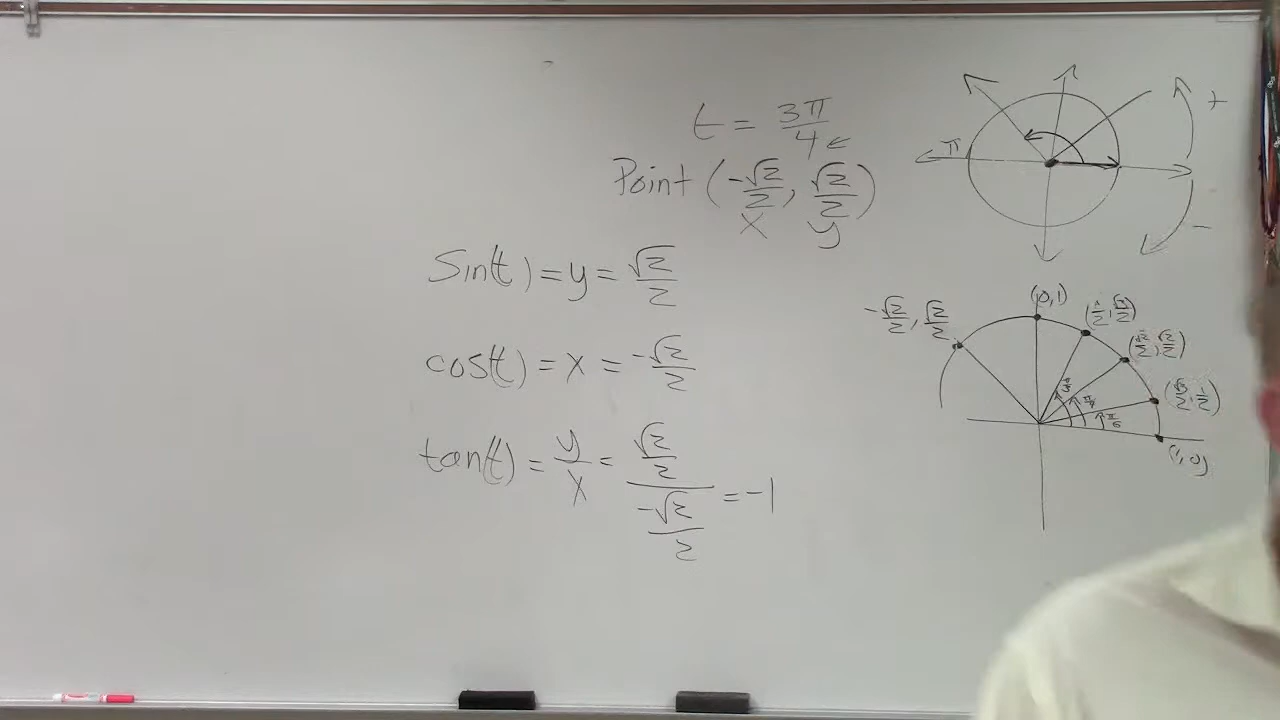 t = 3π/4
Point (-√2/2, √2/2)
x y
Sin(t) = y = √2/2
cos(t) = x = -√2/2
tan(t) = y/x = (√2/2)/(-√2/2) = -1
+
π
-
(0,1)
-√2/2, √2/2
(1/2, √3/2)
(√2/2, √2/2)
(√3/2, 1/2)
π/3
π/4
π/6
(1,0)